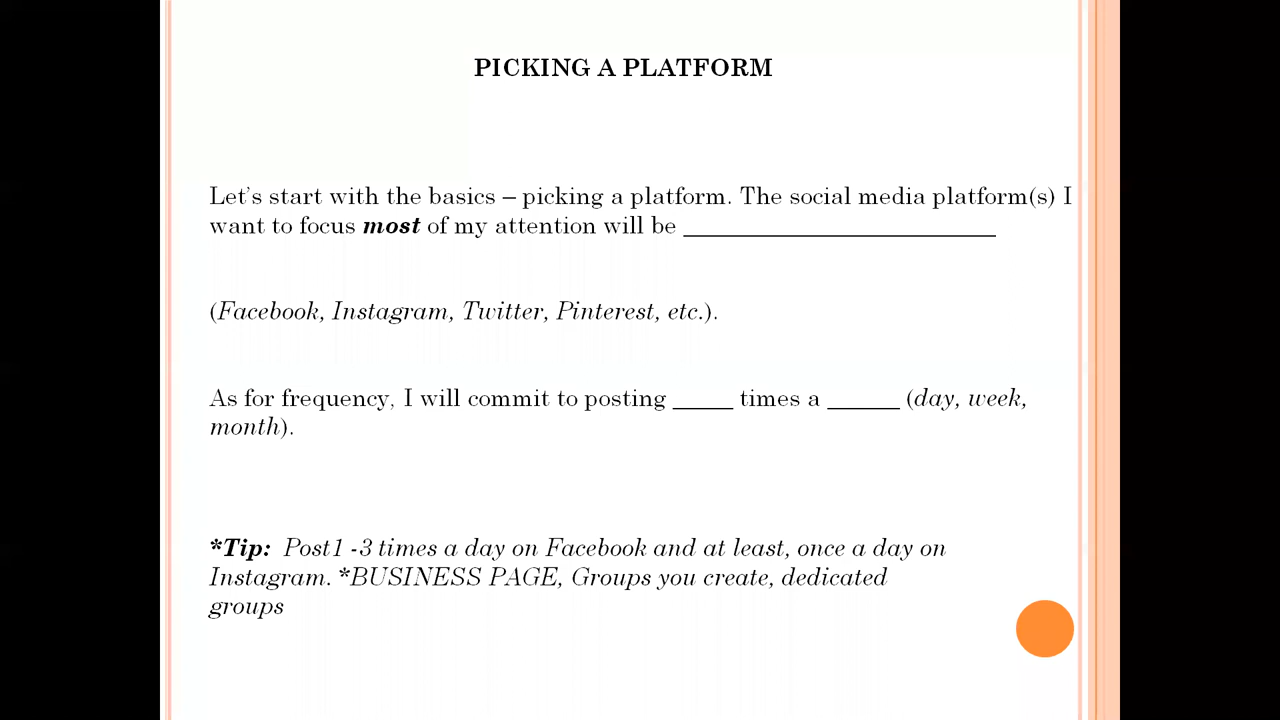 PICKING A PLATFORM
Let's start with the basics – picking a platform. The social media platform(s) I
want to focus most of my attention will be __________________________
(Facebook, Instagram, Twitter, Pinterest, etc.).
As for frequency, I will commit to posting _____ times a ______ (day, week,
month).
*Tip: Post1 -3 times a day on Facebook and at least, once a day on
Instagram. *BUSINESS PAGE, Groups you create, dedicated
groups